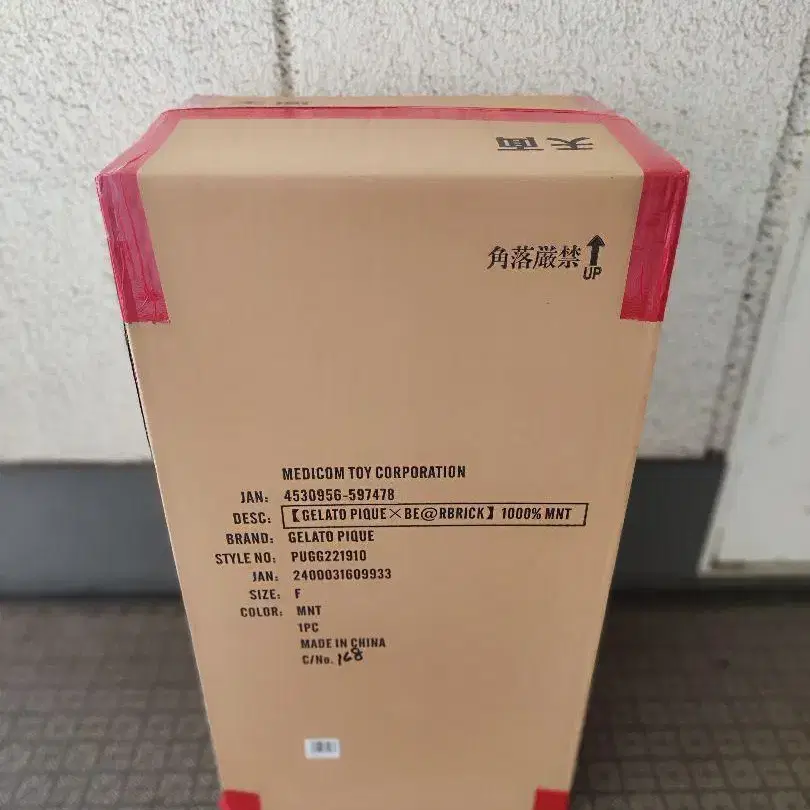 天面
角落厳禁 UP
MEDICOM TOY CORPORATION
JAN: 4530956-597478
DESC: 【GELATO PIQUE×BE@RBRICK】 1000% MNT
BRAND: GELATO PIQUE
STYLE NO: PUGG221910
JAN: 2400031609933
SIZE: F
COLOR: MNT
1PC
MADE IN CHINA
C/No. 168